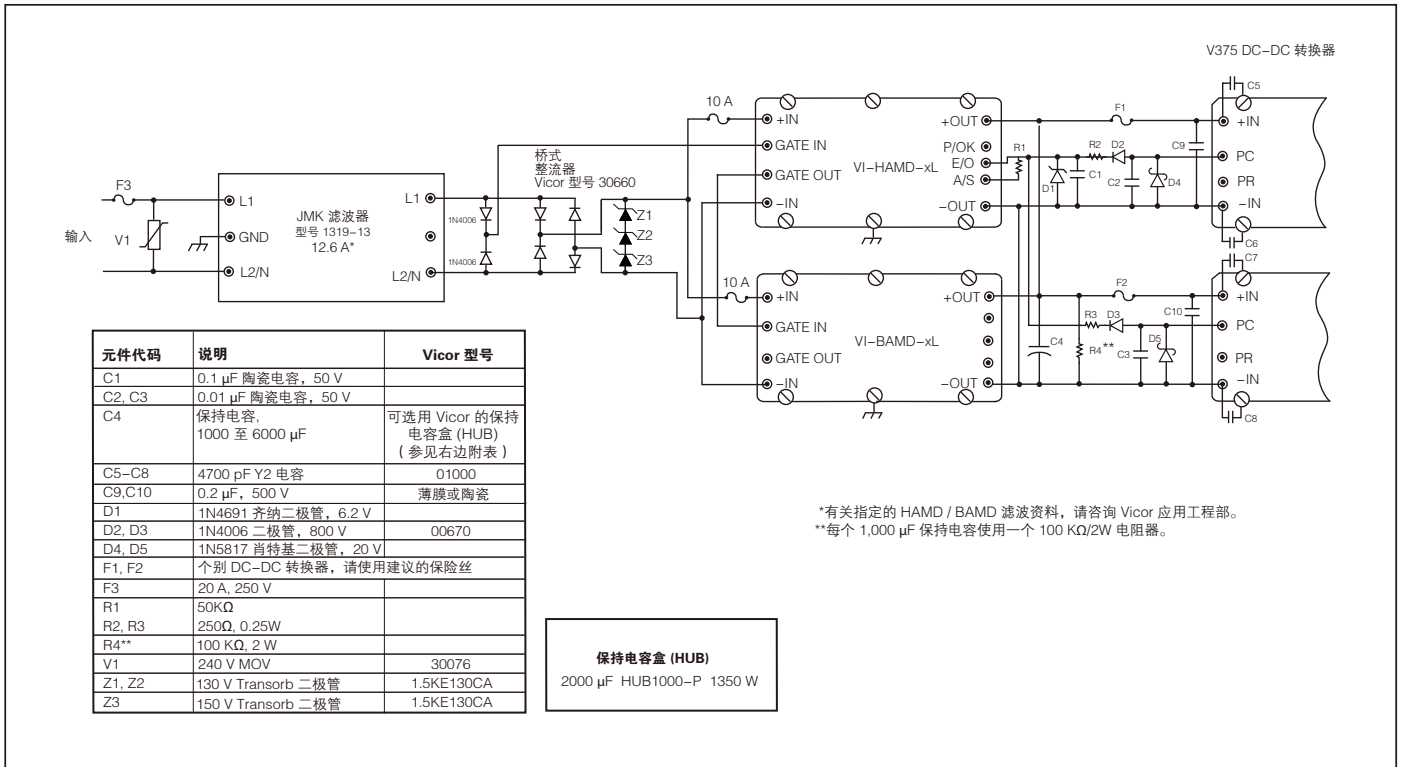 V375 DC–DC 转换器
输入
F3
V1
L1
GND
L2/N
JMK 滤波器
型号 1319–13
12.6 A*
L1
L2/N
1N4006
1N4006
桥式
整流器
Vicor 型号 30660
Z1
Z2
Z3
10 A
+IN
GATE IN
GATE OUT
–IN
VI–HAMD–xL
+OUT
P/OK
E/O
A/S
–OUT
R1
D1
C1
R2
D2
C2
D4
F1
C9
C5
+IN
PC
PR
–IN
C6
10 A
+IN
GATE IN
GATE OUT
–IN
VI–BAMD–xL
+OUT
–OUT
C4
R4**
R3
D3
C3
D5
F2
C10
C7
+IN
PC
PR
–IN
C8
元件代码 说明 Vicor 型号
C1 0.1 µF 陶瓷电容，50 V
C2, C3 0.01 µF 陶瓷电容，50 V
C4 保持电容, 可选用 Vicor 的保持
1000 至 6000 µF 电容盒 (HUB)
( 参见右边附表 )
C5–C8 4700 pF Y2 电容 01000
C9,C10 0.2 µF，500 V 薄膜或陶瓷
D1 1N4691 齐纳二极管，6.2 V
D2, D3 1N4006 二极管，800 V 00670
D4, D5 1N5817 肖特基二极管，20 V
F1, F2 个别 DC–DC 转换器，请使用建议的保险丝
F3 20 A, 250 V
R1 50KΩ
R2, R3 250Ω, 0.25W
R4** 100 KΩ, 2 W
V1 240 V MOV 30076
Z1, Z2 130 V Transorb 二极管 1.5KE130CA
Z3 150 V Transorb 二极管 1.5KE130CA
保持电容盒 (HUB)
2000 µF HUB1000–P 1350 W
*有关指定的 HAMD / BAMD 滤波资料，请咨询 Vicor 应用工程部。
**每个 1,000 µF 保持电容使用一个 100 KΩ/2W 电阻器。